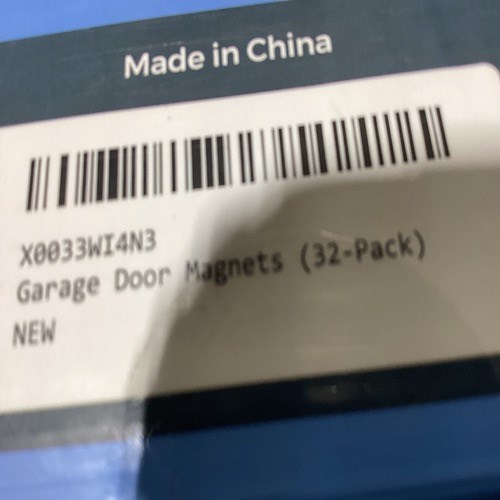 Made in China
X0033WI4N3
Garage Door Magnets (32-Pack)
NEW